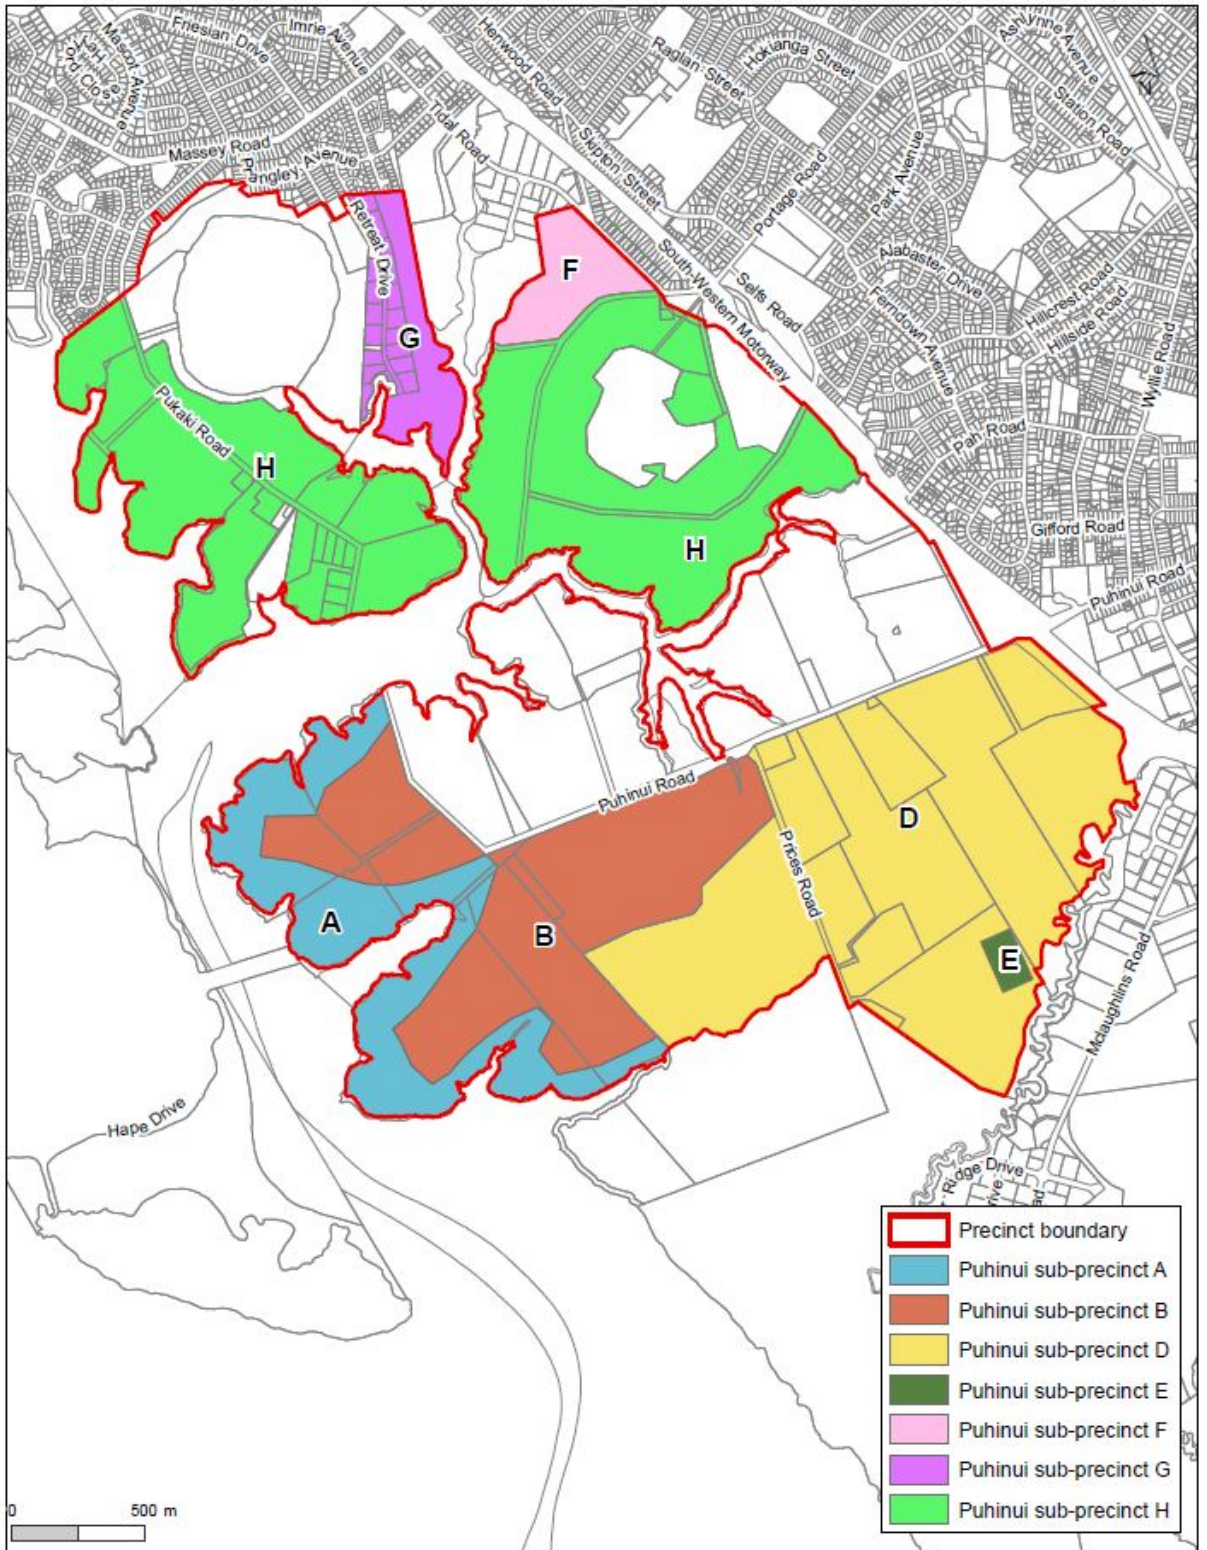 Friesian Drive
Imrie Avenue
Mascot Avenue
Henwood Road
Raglan Street
Hokianga Street
Ashlynne Avenue
Station Road
N
Massey Road
Avenue
Tidal Road
Skipton Street
Portage Road
Park Avenue
Retreat Drive
F
South-Western Motorway
Selfs Road
Alabaster Drive
Ferndown Avenue
Hillcrest Road
Hillside Road
Wyllie Road
G
Pukaki Road
H
Pah Road
Gifford Road
H
Puhinui Road
Puhinui Road
Prices Road
D
A
B
E
Mclaughlins Road
Hape Drive
Ridge Drive
Precinct boundary
Puhinui sub-precinct A
Puhinui sub-precinct B
Puhinui sub-precinct D
Puhinui sub-precinct E
Puhinui sub-precinct F
Puhinui sub-precinct G
Puhinui sub-precinct H
0 500 m